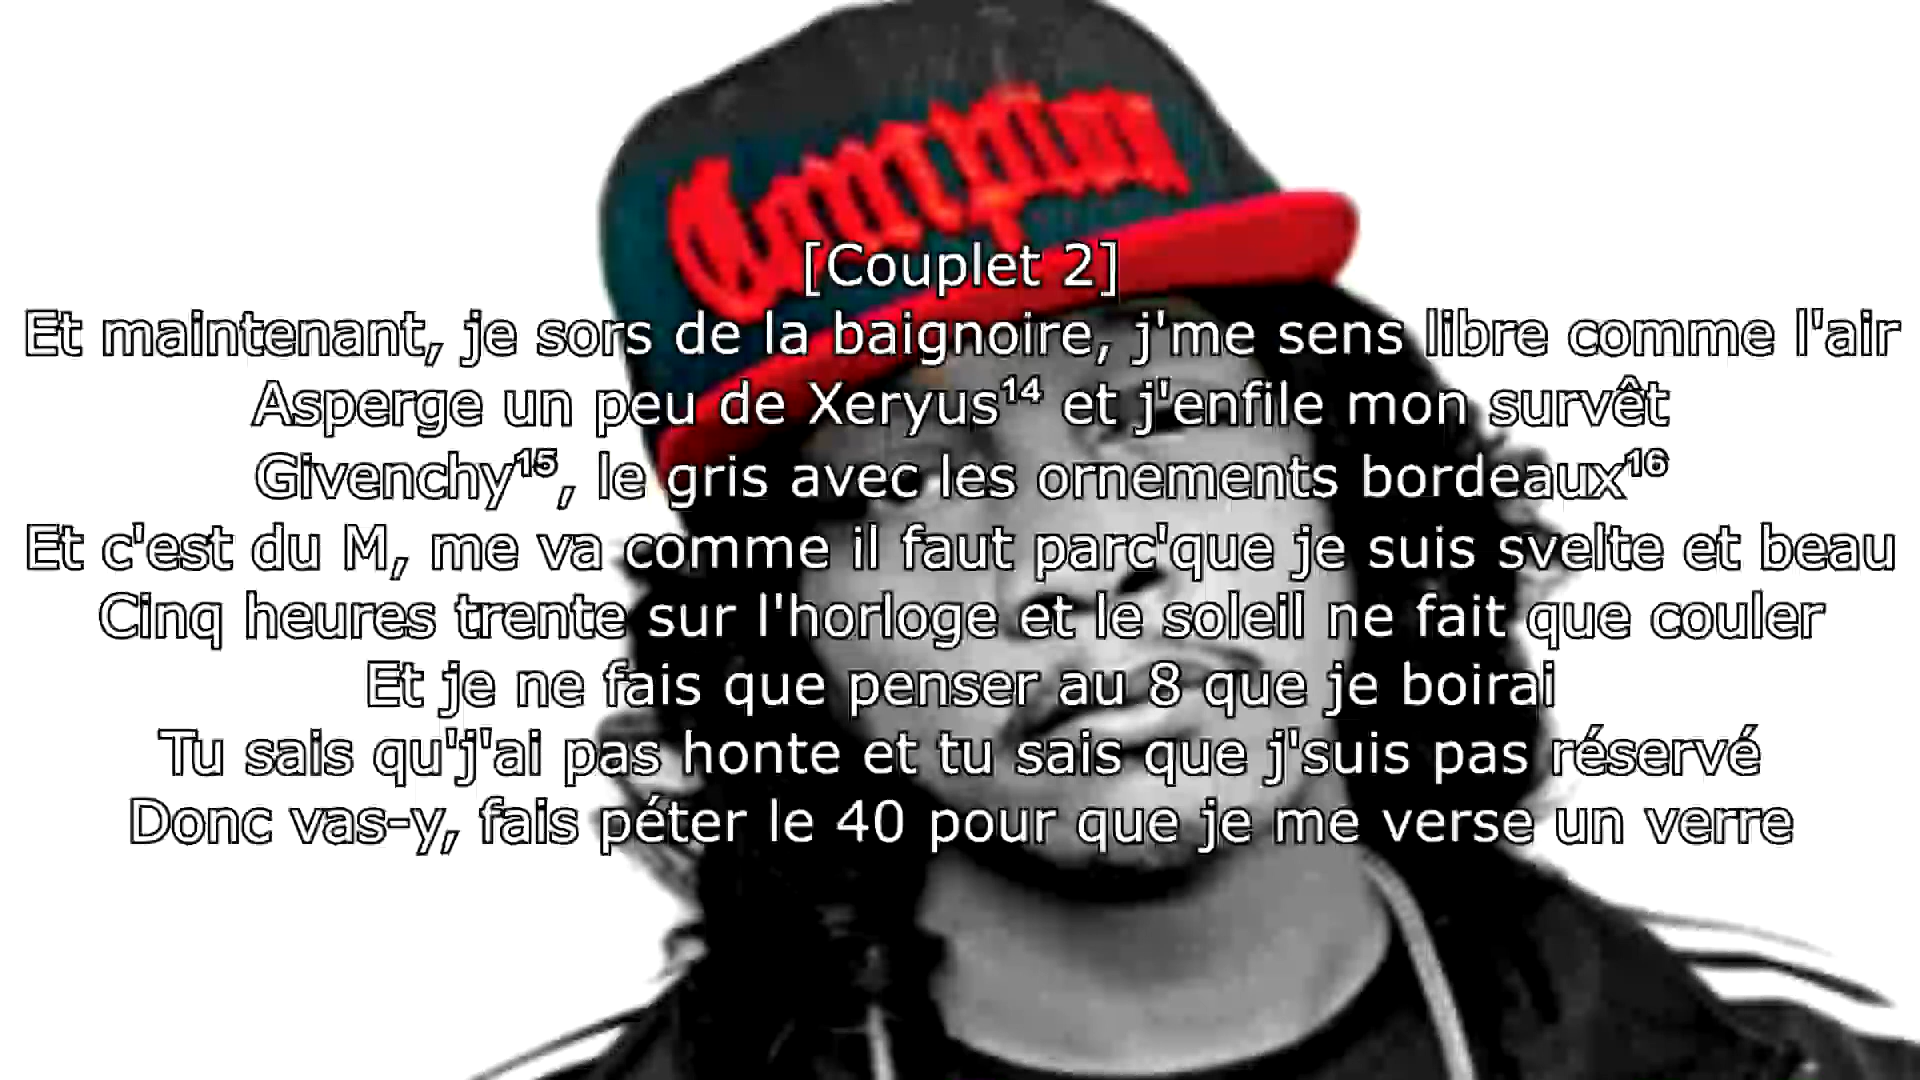 Compton
[Couplet 2]
Et maintenant, je sors de la baignoire, j'me sens libre comme l'air
Asperge un peu de Xeryus¹⁴ et j'enfile mon survêt
Givenchy¹⁵, le gris avec les ornements bordeaux¹⁶
Et c'est du M, me va comme il faut parc'que je suis svelte et beau
Cinq heures trente sur l'horloge et le soleil ne fait que couler
Et je ne fais que penser au 8 que je boirai
Tu sais qu'j'ai pas honte et tu sais que j'suis pas réservé
Donc vas-y, fais péter le 40 pour que je me verse un verre